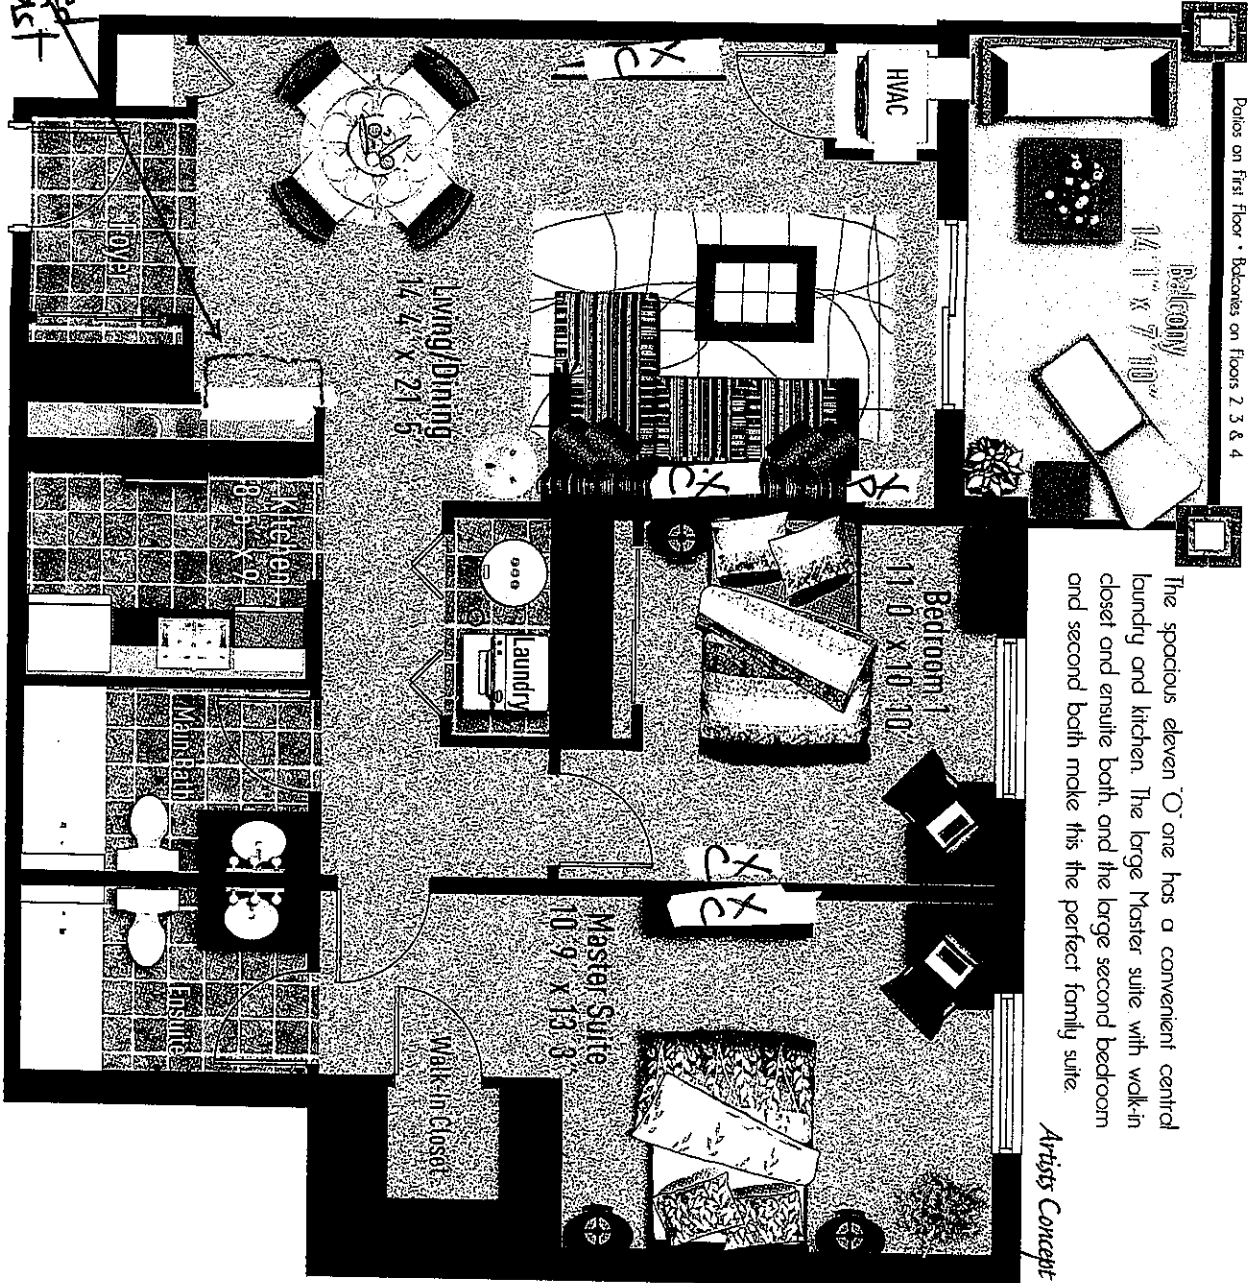 Patios on first floor • Balconies on floors 2, 3 & 4
The spacious eleven "O" one has a convenient central
laundry and kitchen. The large Master suite with walk-in
closet and ensuite bath, and the large second bedroom
and second bath make this the perfect family suite.
Artists Concept
Balcony
14' 1" x 7' 10"
HVAC
Bedroom 1
11' 0" x 10' 10"
Master Suite
10' 9" x 13' 8"
Living/Dining
14' 4" x 21' 5"
Laundry
Walk-in Closet
Foyer
Kitchen
Main Bath
Ensuite